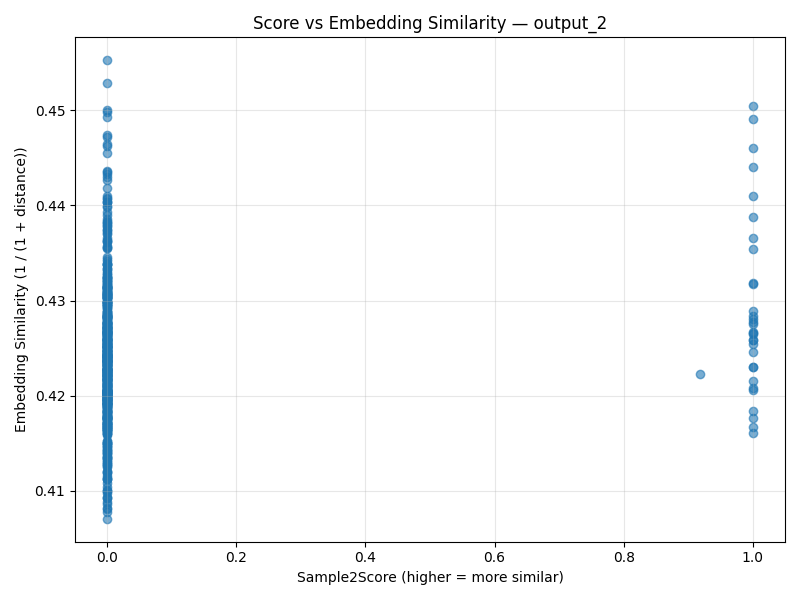 Score vs Embedding Similarity — output_2
Embedding Similarity (1 / (1 + distance))
0.45
0.44
0.43
0.42
0.41
0.0 0.2 0.4 0.6 0.8 1.0
Sample2Score (higher = more similar)